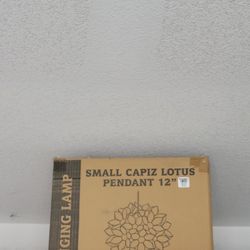 SMALL CAPIZ LOTUS
PENDANT 12"
GING LAMP